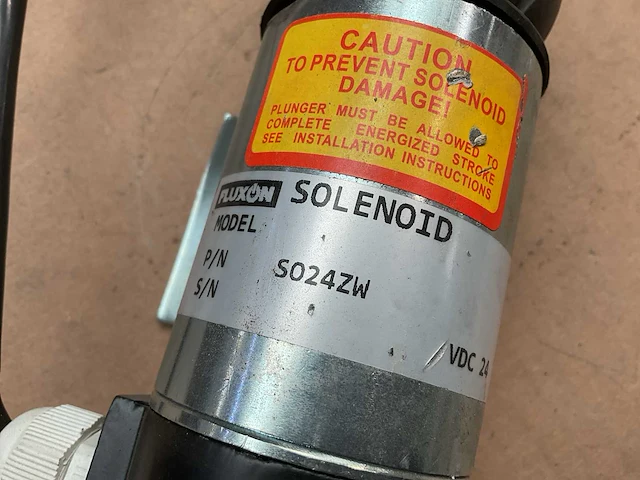 CAUTION
TO PREVENT SOLENOID
DAMAGE!
PLUNGER MUST BE ALLOWED TO
COMPLETE ENERGIZED STROKE
SEE INSTALLATION INSTRUCTIONS
FLUXON SOLENOID
MODEL
P/N SO24ZW
S/N
VDC 24